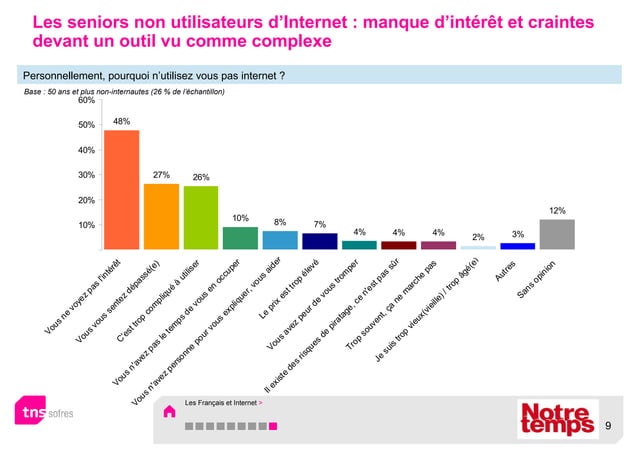 Les seniors non utilisateurs d’Internet : manque d’intérêt et craintes
devant un outil vu comme complexe
Personnellement, pourquoi n’utilisez vous pas internet ?
Base : 50 ans et plus non-internautes (26 % de l’échantillon)
60%
50%
40%
30%
20%
10%
48%
27%
26%
10%
8%
7%
4%
4%
4%
2%
3%
12%
Vous ne voyez pas l'intérêt
Vous vous sentez dépassé(e)
C'est trop compliqué à utiliser
Vous n'avez pas le temps de vous en occuper
Vous n'avez personne pour vous expliquer, vous aider
Le prix est trop élevé
Vous avez peur de vous tromper
Il existe des risques de piratage, ce n'est pas sûr
Trop souvent, ça ne marche pas
Je suis trop vieux(vieille) / trop âgé(e)
Autres
Sans opinion
tns sofres
Les Français et Internet >
Notre
temps
9